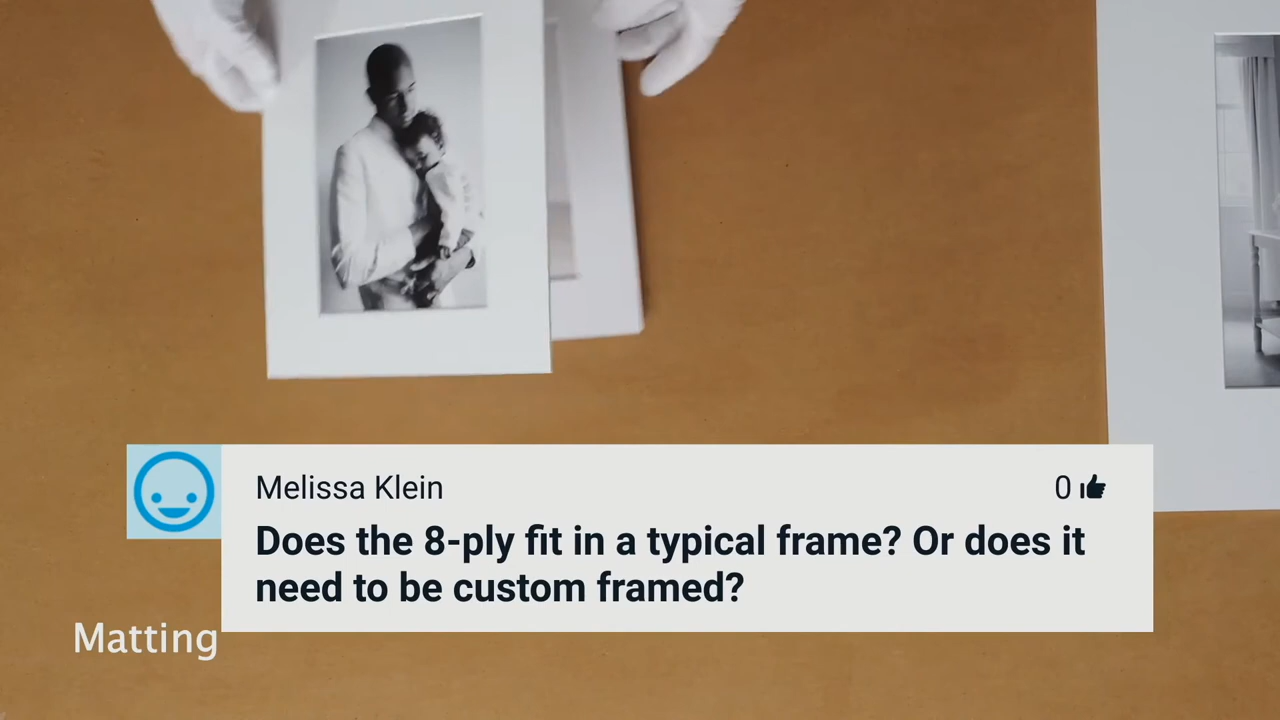 Melissa Klein
0
Does the 8-ply fit in a typical frame? Or does it
need to be custom framed?
Matting